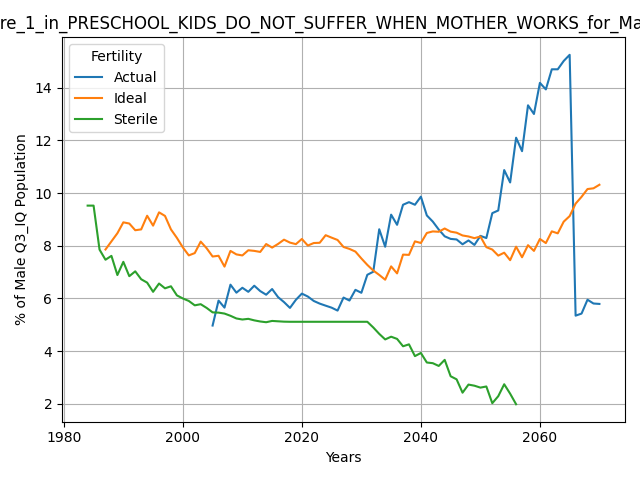 re_1_in_PRESCHOOL_KIDS_DO_NOT_SUFFER_WHEN_MOTHER_WORKS_for_Ma
Fertility
Actual
Ideal
Sterile
% of Male Q3_IQ Population
14
12
10
8
6
4
2
1980 2000 2020 2040 2060
Years